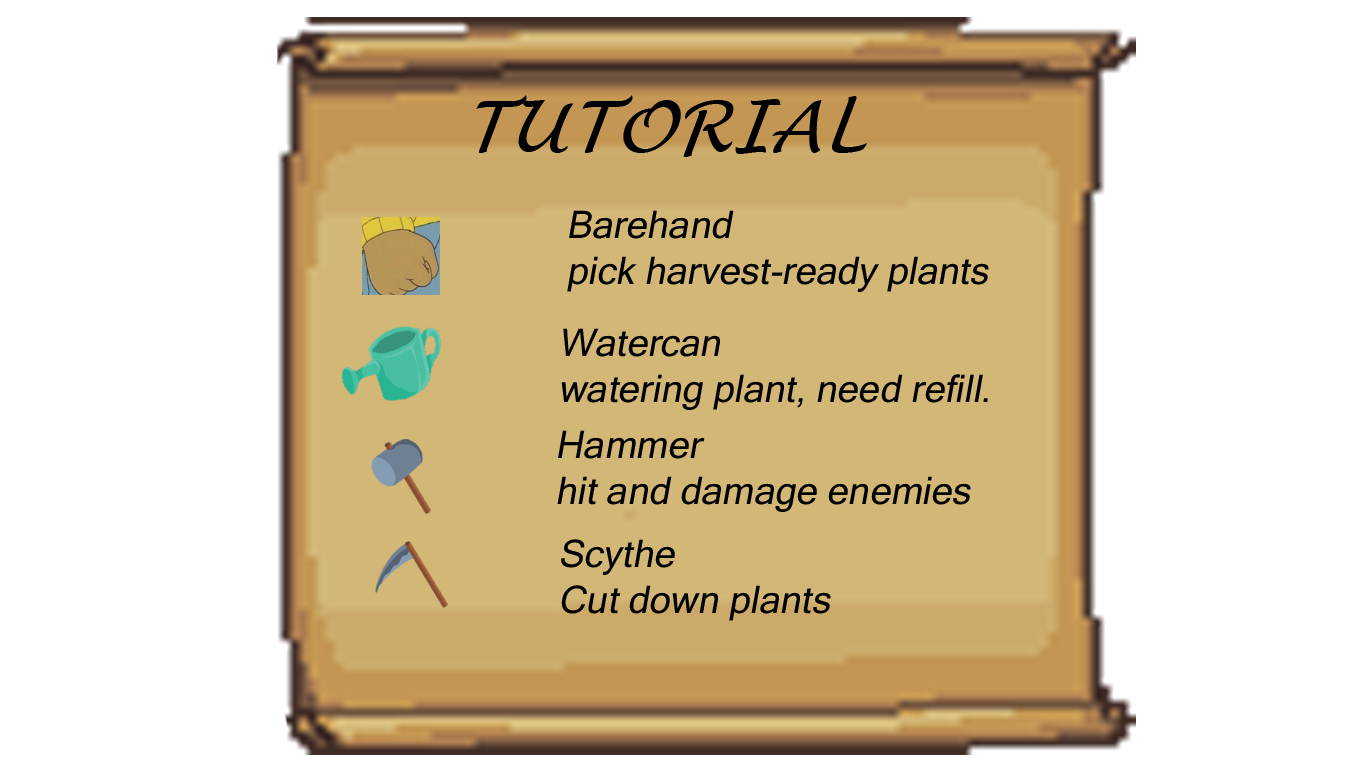 TUTORIAL
Barehand
pick harvest-ready plants
Watercan
watering plant, need refill.
Hammer
hit and damage enemies
Scythe
Cut down plants